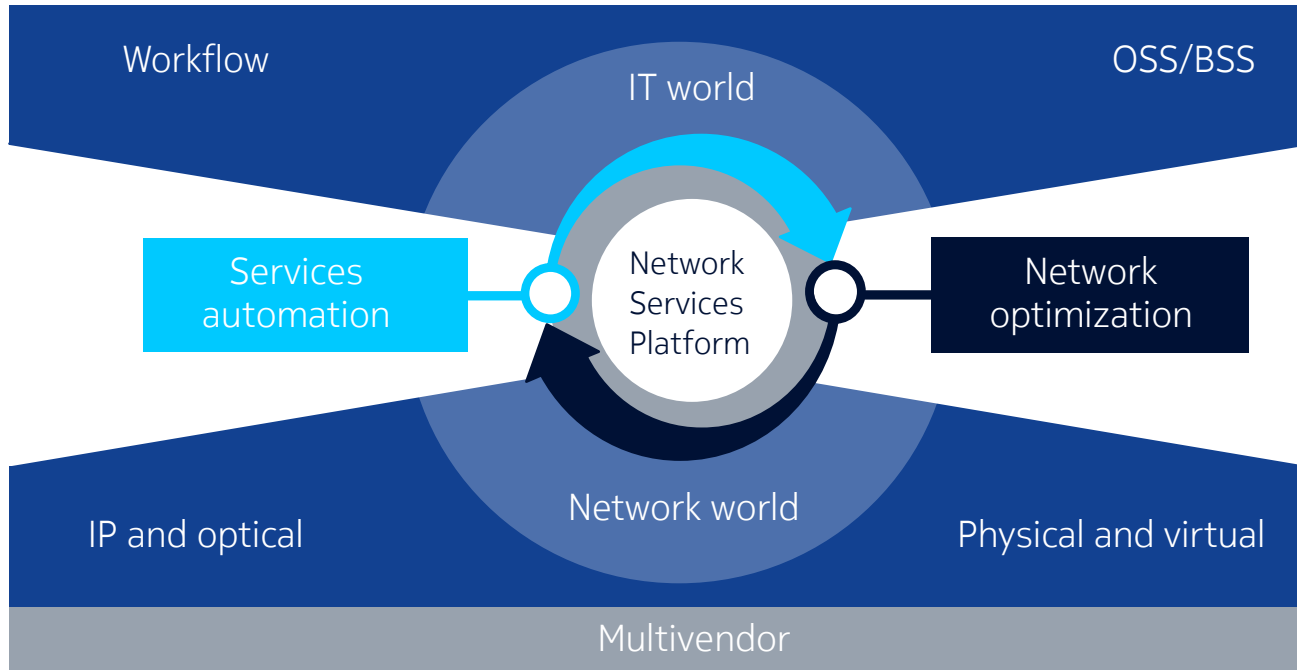 Workflow
IT world
OSS/BSS
Services
automation
Network
Services
Platform
Network
optimization
IP and optical
Network world
Physical and virtual
Multivendor